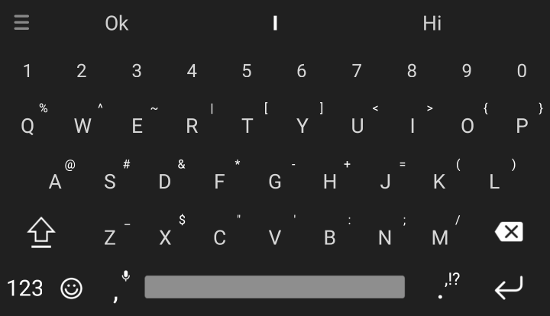 Ok I Hi
1 2 3 4 5 6 7 8 9 0
% ^ ~ | [ ] < > { }
Q W E R T Y U I O P
@ # & * - + = ( )
A S D F G H J K L
_ $ " ' : ; /
Z X C V B N M
,!?
123 , .